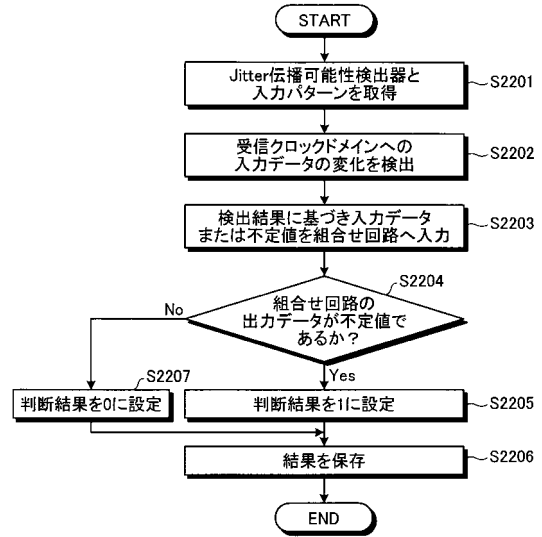 START
Jitter伝播可能性検出器と
入力パターンを取得
S2201
受信クロックドメインへの
入力データの変化を検出
S2202
検出結果に基づき入力データ
または不定値を組合せ回路へ入力
S2203
S2204
組合せ回路の
出力データが不定値で
あるか？
No
Yes
S2207
判断結果を0に設定
判断結果を1に設定
S2205
結果を保存
S2206
END